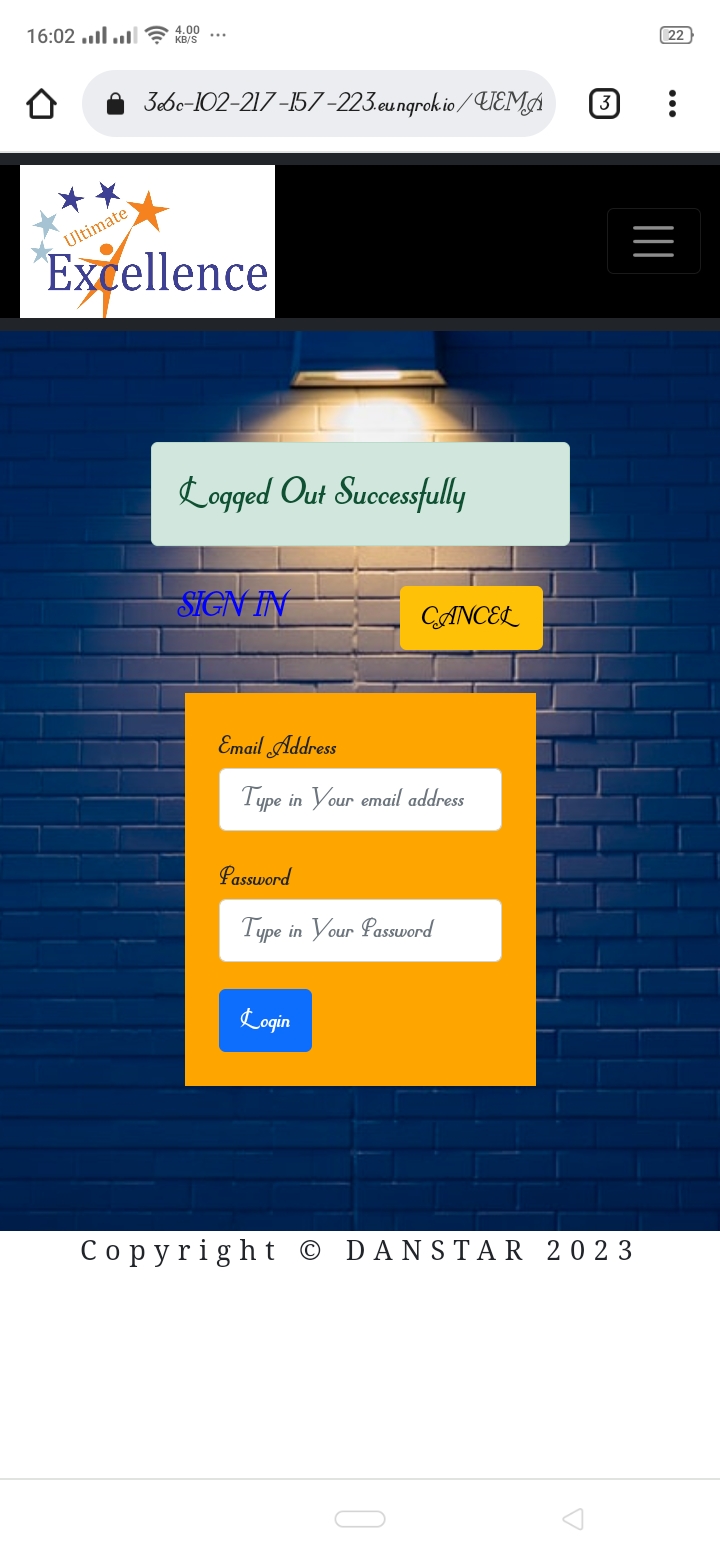 16:02 4.00 KB/S ... 22
3e6c-102-217-157-223.eu.ngrok.io/UEMA 3
Ultimate
Excellence
Logged Out Successfully
SIGN IN
CANCEL
Email Address
Type in Your email address
Password
Type in Your Password
Login
Copyright © DANSTAR 2023